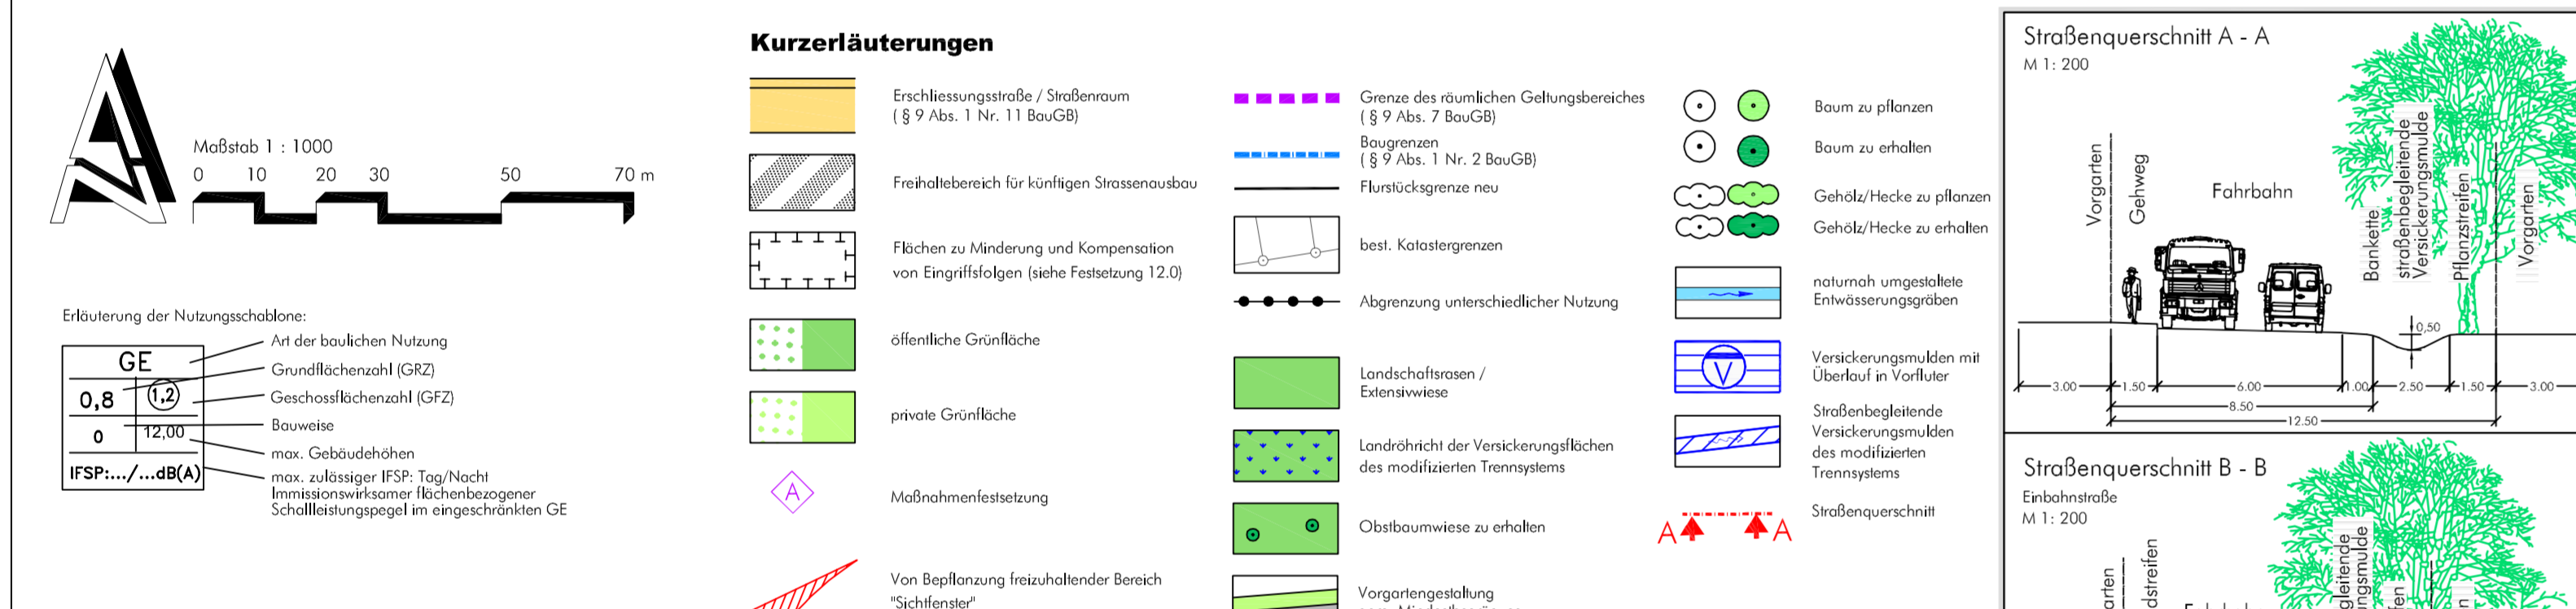 Maßstab 1 : 1000
0 10 20 30 50 70 m
Erläuterung der Nutzungsschablone:
GE
0,8 1,2
o 12,00
IFSP:.../...dB(A)
Art der baulichen Nutzung
Grundflächenzahl (GRZ)
Geschossflächenzahl (GFZ)
Bauweise
max. Gebäudehöhen
max. zulässiger IFSP: Tag/Nacht
Immissionswirksamer flächenbezogener
Schallleistungspegel im eingeschränkten GE
Kurzerläuterungen
Erschliessungsstraße / Straßenraum
( § 9 Abs. 1 Nr. 11 BauGB)
Freihaltebereich für künftigen Strassenausbau
Flächen zu Minderung und Kompensation
von Eingriffsfolgen (siehe Festsetzung 12.0)
öffentliche Grünfläche
private Grünfläche
A
Maßnahmenfestsetzung
Von Bepflanzung freizuhaltender Bereich
"Sichtfenster"
Grenze des räumlichen Geltungsbereiches
( § 9 Abs. 7 BauGB)
Baugrenzen
( § 9 Abs. 1 Nr. 2 BauGB)
Flurstücksgrenze neu
best. Katastergrenzen
Abgrenzung unterschiedlicher Nutzung
Landschaftsrasen /
Extensivwiese
Landröhricht der Versickerungsflächen
des modifizierten Trennsystems
Obstbaumwiese zu erhalten
Vorgartengestaltung
Baum zu pflanzen
Baum zu erhalten
Gehölz/Hecke zu pflanzen
Gehölz/Hecke zu erhalten
naturnah umgestaltete
Entwässerungsgräben
V
Versickerungsmulden mit
Überlauf in Vorfluter
Straßenbegleitende
Versickerungsmulden
des modifizierten
Trennsystems
A A
Straßenquerschnitt
Straßenquerschnitt A - A
M 1: 200
Vorgarten
Gehweg
Fahrbahn
Bankette
straßenbegleitende
Versickerungsmulde
Pflanzstreifen
Vorgarten
0,50
3.00 1.50 6.00 1.00 2.50 1.50 3.00
8.50
12.50
Straßenquerschnitt B - B
Einbahnstraße
M 1: 200